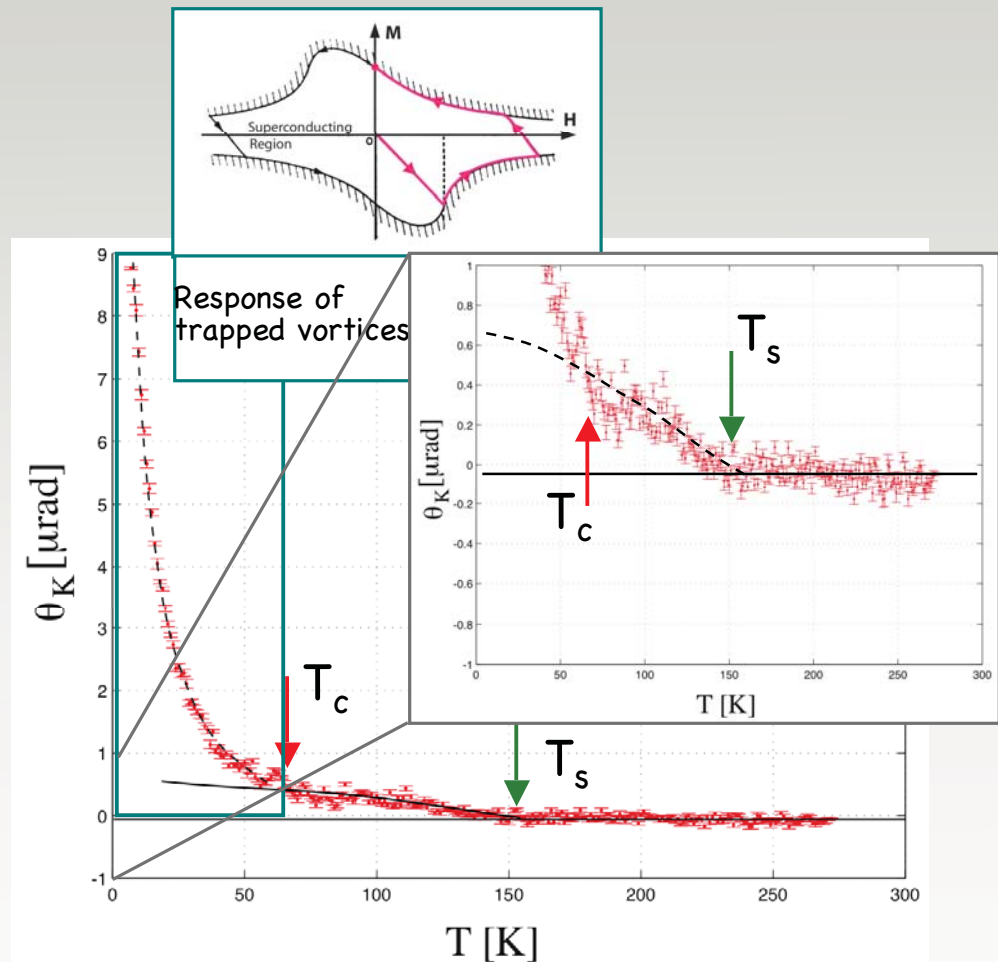 M
H
Superconducting
Region
o
Response of
trapped vortices
9
8
7
6
5
4
3
2
1
0
-1
θK[μrad]
Tc
Ts
0
50
100
150
200
250
300
T [K]
1
0.8
0.6
0.4
0.2
0
-0.2
-0.4
-0.6
-0.8
-1
θK[μrad]
Ts
Tc
0
50
100
150
200
250
300
T [K]